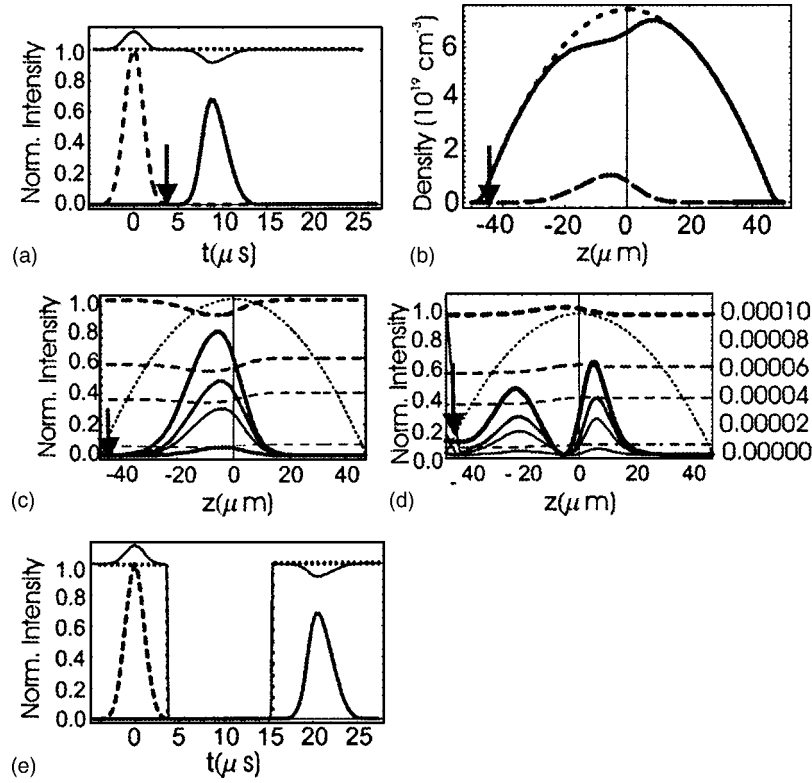 Norm. Intensity
1.0
0.8
0.6
0.4
0.2
0.0
0 5 10 15 20 25
t(μ s)
(a)
Density (10¹⁹ cm⁻³)
6
4
2
0
-40 -20 0 20 40
z(μ m)
(b)
Norm. Intensity
1.0
0.8
0.6
0.4
0.2
0.0
-40 -20 0 20 40
z(μ m)
(c)
Norm. Intensity
1.0
0.8
0.6
0.4
0.2
0.0
-40 -20 0 20 40
z(μ m)
(d)
0.00010
0.00008
0.00006
0.00004
0.00002
0.00000
Norm. Intensity
1.0
0.8
0.6
0.4
0.2
0.0
0 5 10 15 20 25
t(μ s)
(e)